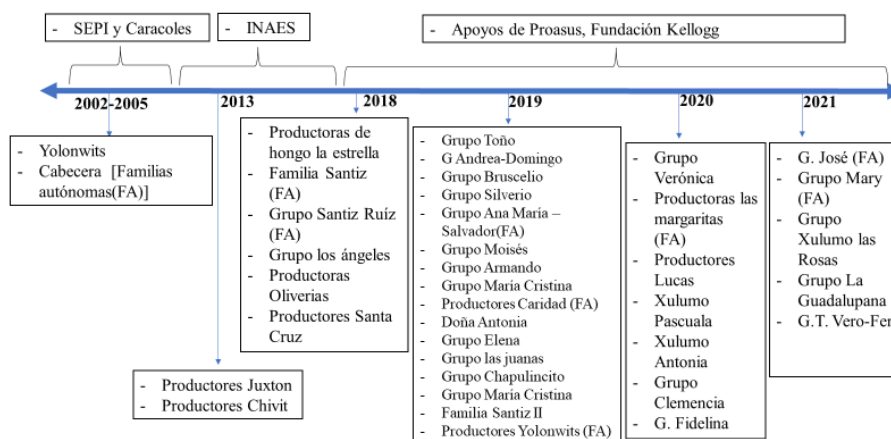 - SEPI y Caracoles
- INAES
- Apoyos de Proasus, Fundación Kellogg
2002-2005
2013
2018
2019
2020
2021
- Yolonwits
- Cabecera [Familias
autónomas(FA)]
- Productores Juxton
- Productores Chivit
- Productoras de
hongo la estrella
- Familia Santiz
(FA)
- Grupo Santiz Ruíz
(FA)
- Grupo los ángeles
- Productoras
Oliverias
- Productores Santa
Cruz
- Grupo Toño
- G Andrea-Domingo
- Grupo Bruscelio
- Grupo Silverio
- Grupo Ana María –
Salvador(FA)
- Grupo Moisés
- Grupo Armando
- Grupo María Cristina
- Productores Caridad (FA)
- Doña Antonia
- Grupo Elena
- Grupo las juanas
- Grupo Chapulincito
- Grupo María Cristina
- Familia Santiz II
- Productores Yolonwits (FA)
- Grupo
Verónica
- Productoras las
margaritas
(FA)
- Productores
Lucas
- Xulumo
Pascuala
- Xulumo
Antonia
- Grupo
Clemencia
- G. Fidelina
- G. José (FA)
- Grupo Mary
(FA)
- Grupo
Xulumo las
Rosas
- Grupo La
Guadalupana
- G.T. Vero-Fer